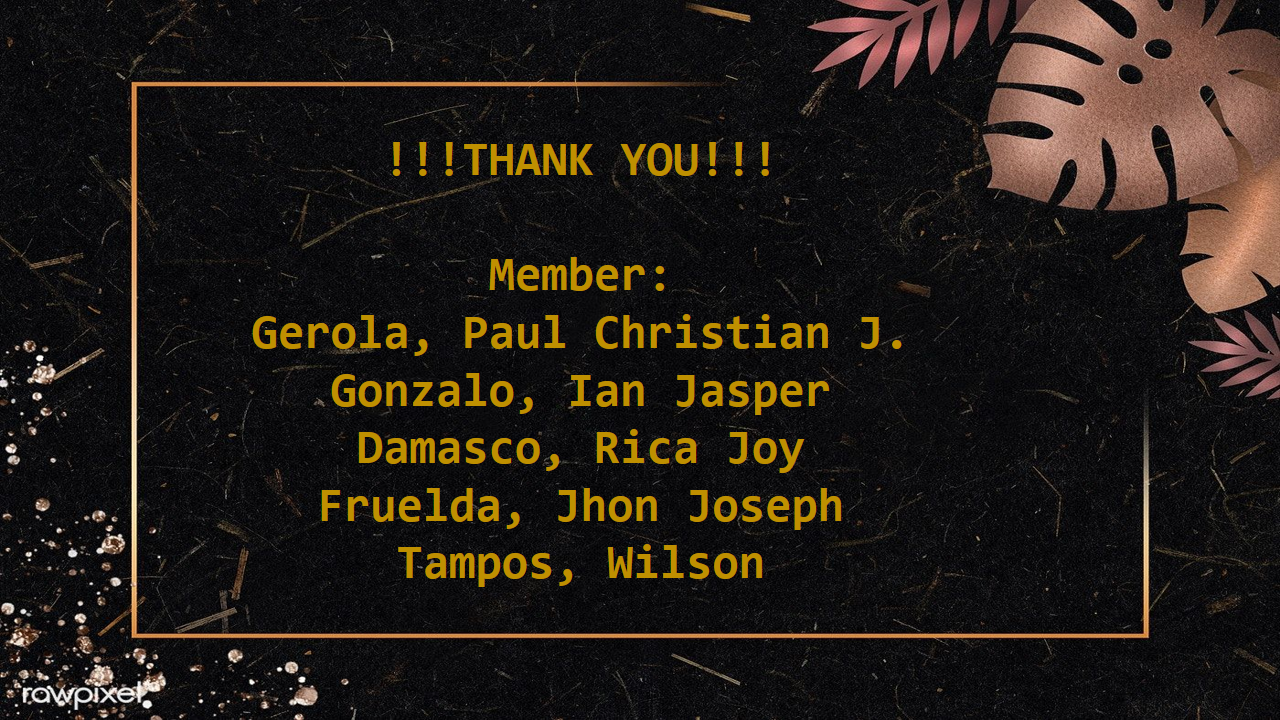 !!!THANK YOU!!!
Member:
Gerola, Paul Christian J.
Gonzalo, Ian Jasper
Damasco, Rica Joy
Fruelda, Jhon Joseph
Tampos, Wilson
rawpixel